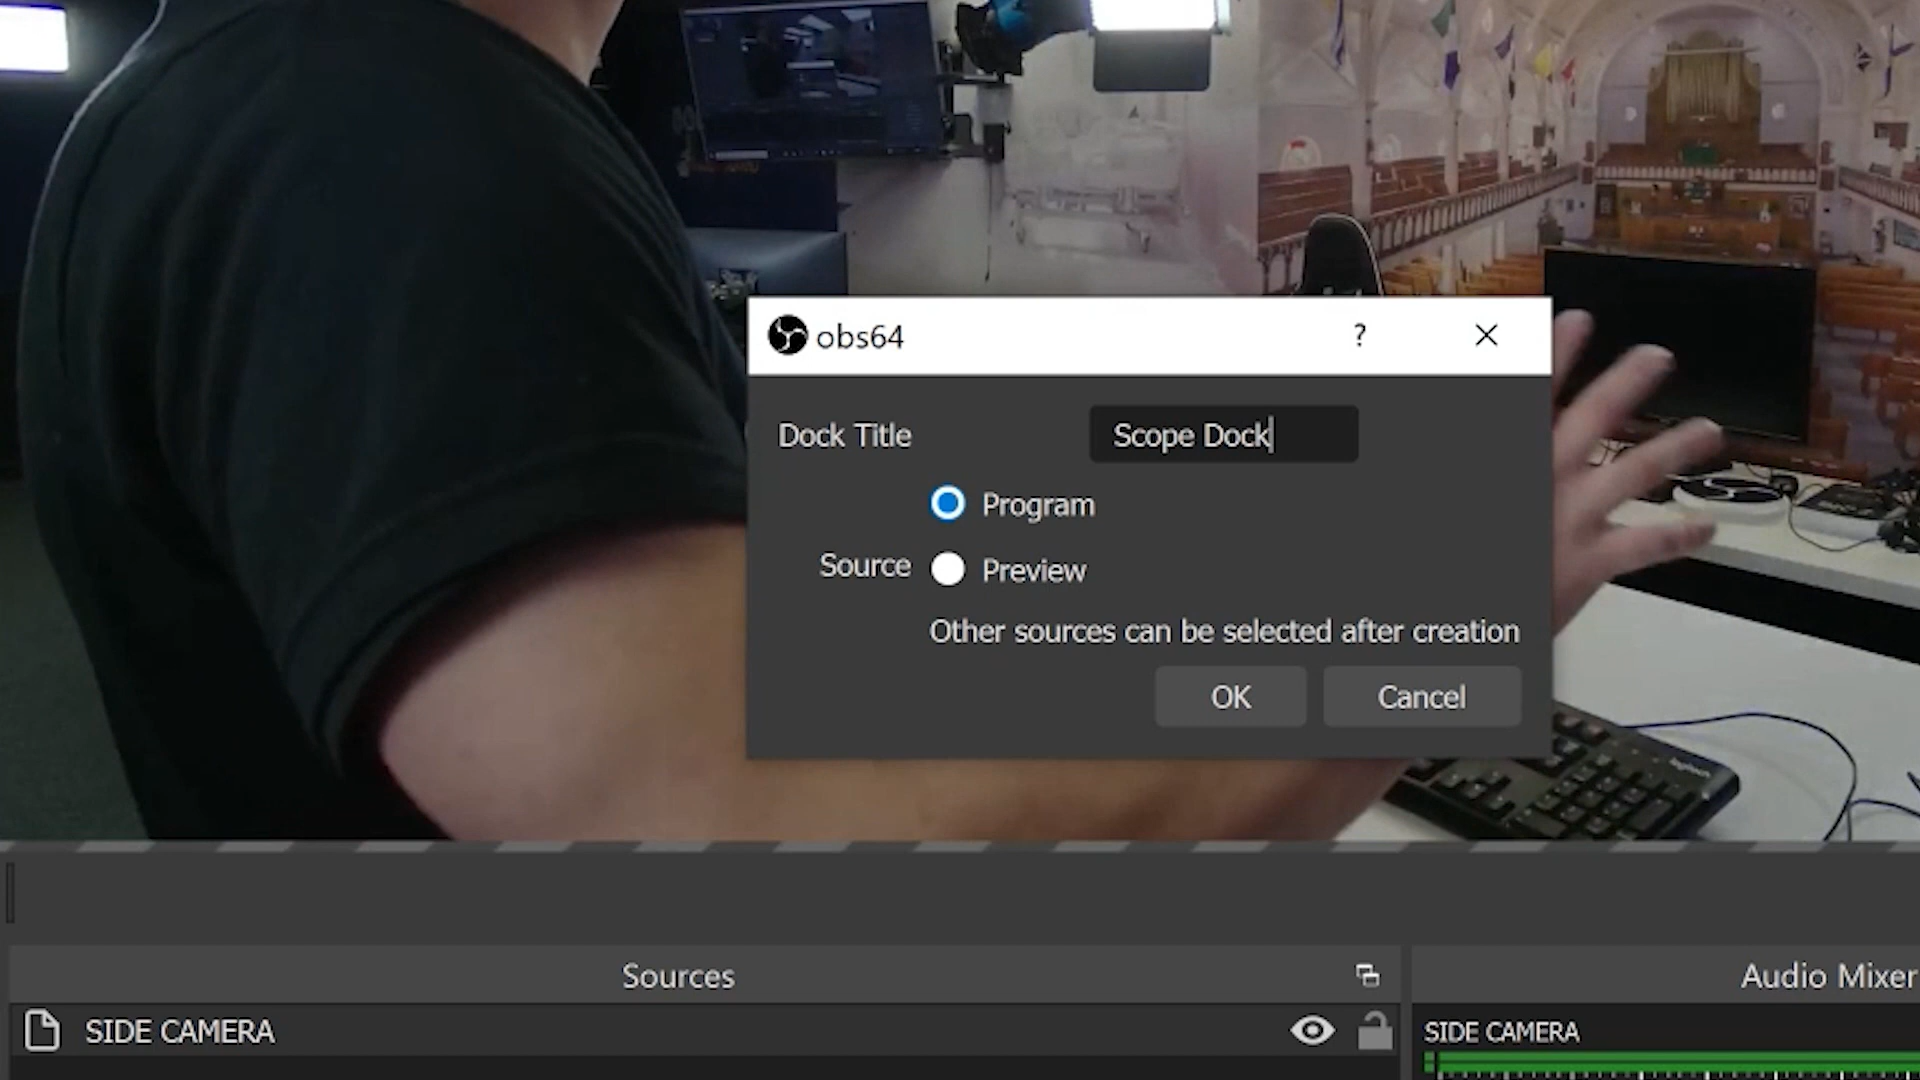 obs64
?
Dock Title
Scope Dock
Program
Source
Preview
Other sources can be selected after creation
OK
Cancel
logitech
Sources
Audio Mixer
SIDE CAMERA
SIDE CAMERA